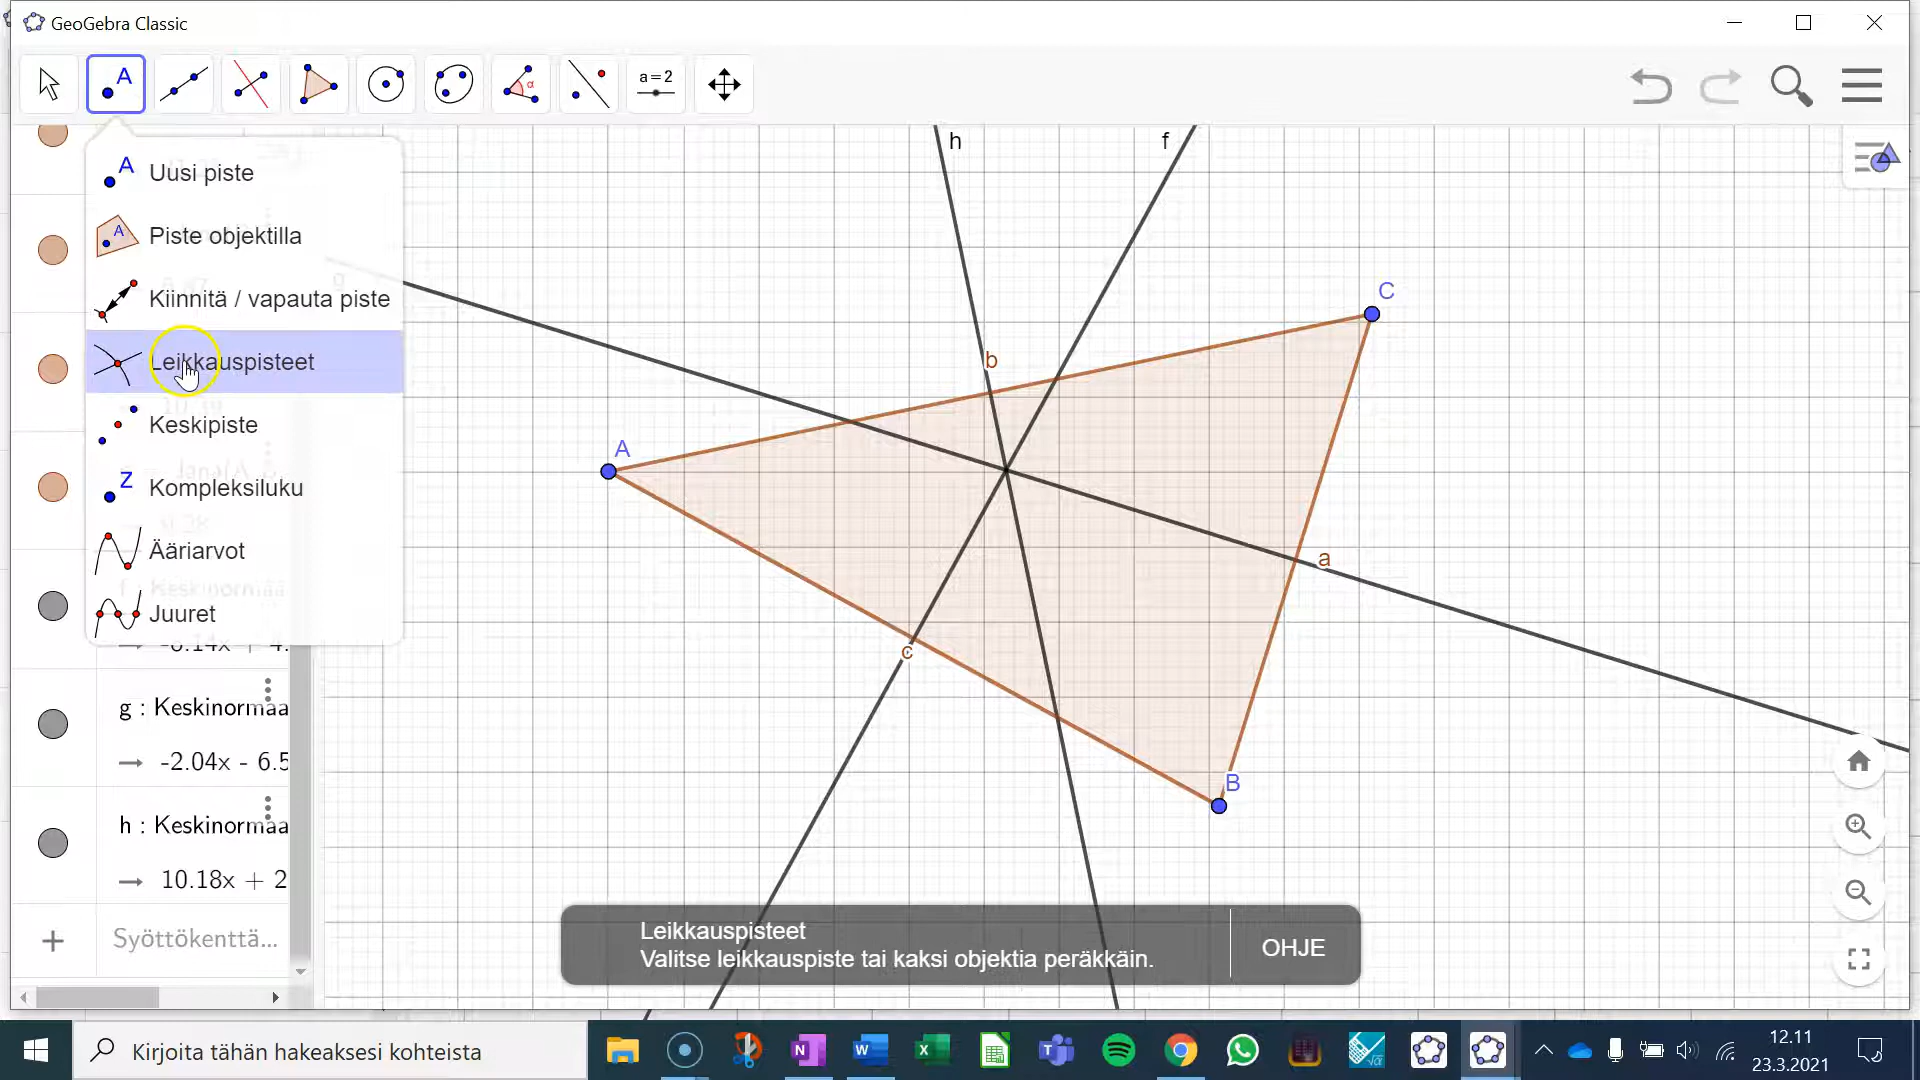 GeoGebra Classic
A
α
a=2
Uusi piste
A
Piste objektilla
A
Kiinnitä / vapauta piste
Leikkauspisteet
Keskipiste
Kompleksiluku
Z
Ääriarvot
Juuret
g : Keskinormaa
→ -2.04x - 6.5
h : Keskinormaa
→ 10.18x + 2
Syöttökenttä...
h
f
g
C
b
A
a
c
B
Leikkauspisteet
Valitse leikkauspiste tai kaksi objektia peräkkäin.
OHJE
Kirjoita tähän hakeaksesi kohteista
12.11
23.3.2021